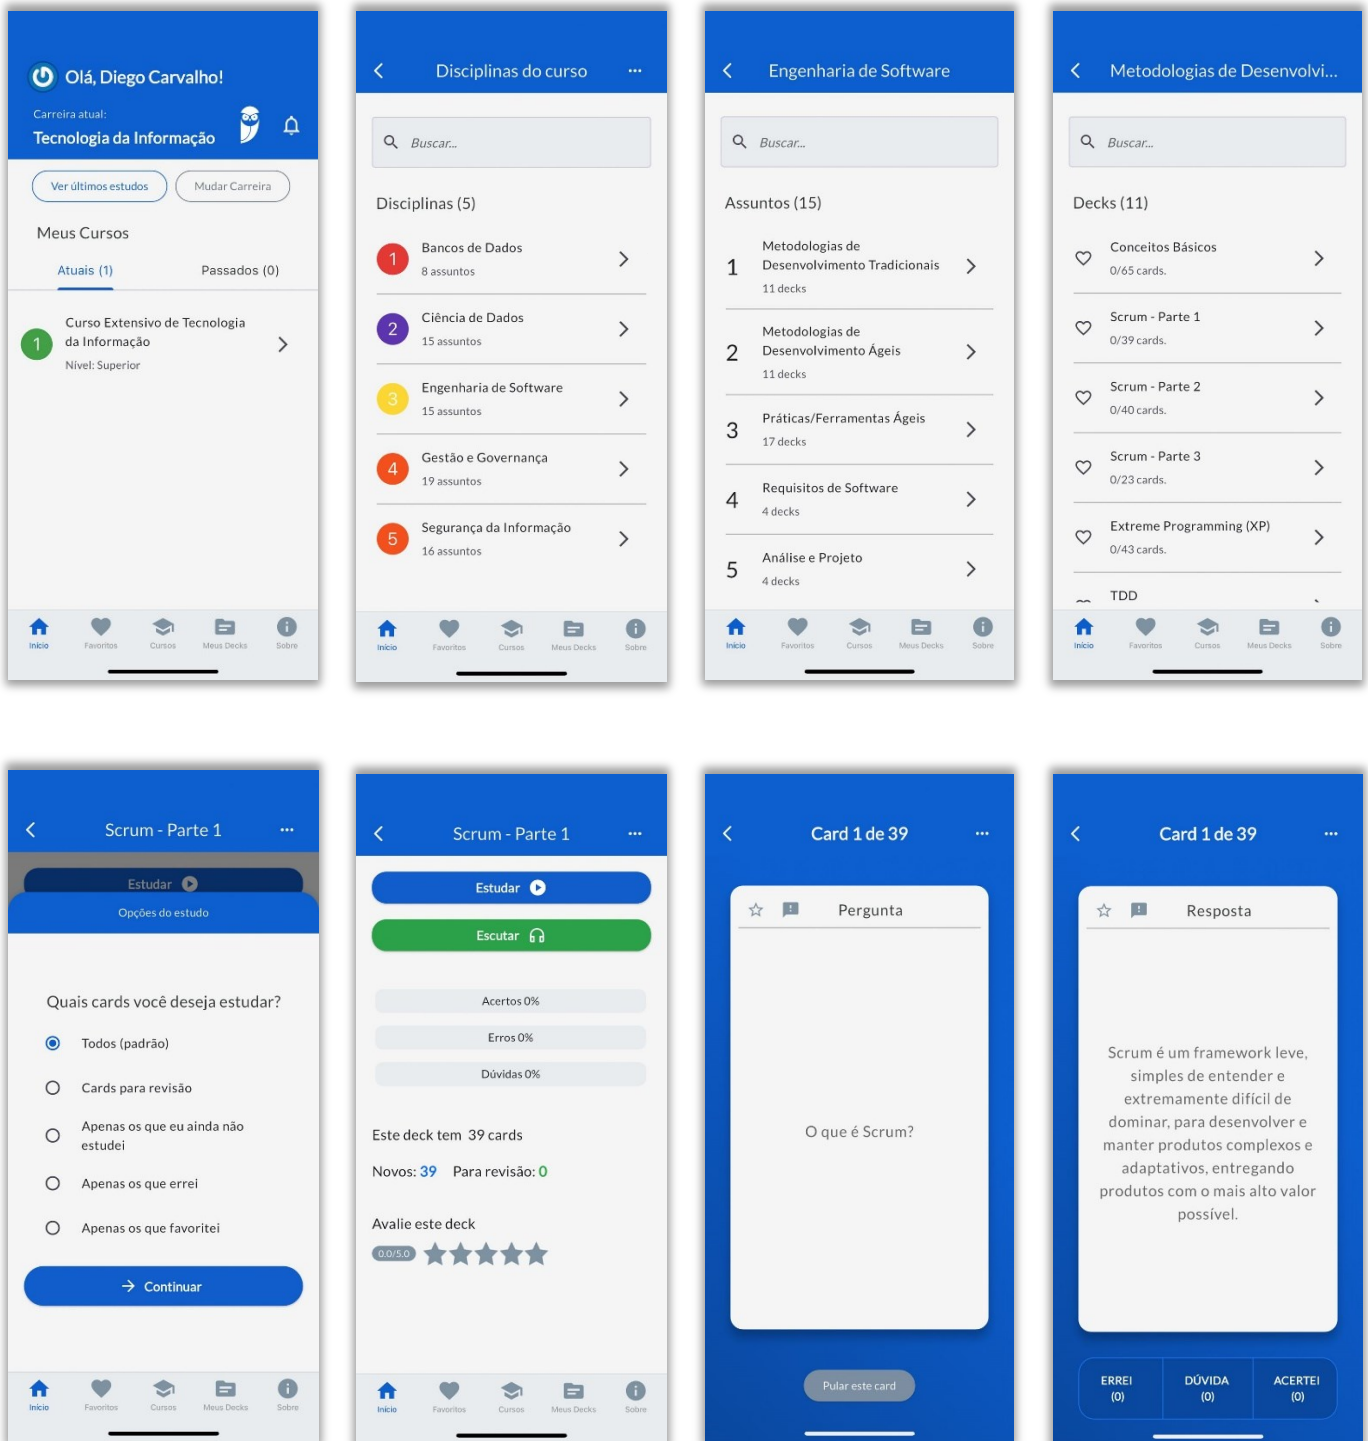 Olá, Diego Carvalho!
Carreira atual:
Tecnologia da Informação
Ver últimos estudos
Mudar Carreira
Meus Cursos
Atuais (1)
Passados (0)
1
Curso Extensivo de Tecnologia
da Informação
Nível: Superior
Início
Favoritos
Cursos
Meus Decks
Sobre
Disciplinas do curso
Buscar...
Disciplinas (5)
1
Bancos de Dados
8 assuntos
2
Ciência de Dados
15 assuntos
3
Engenharia de Software
15 assuntos
4
Gestão e Governança
19 assuntos
5
Segurança da Informação
16 assuntos
Início
Favoritos
Cursos
Meus Decks
Sobre
Engenharia de Software
Buscar...
Assuntos (15)
1
Metodologias de
Desenvolvimento Tradicionais
11 decks
2
Metodologias de
Desenvolvimento Ágeis
11 decks
3
Práticas/Ferramentas Ágeis
17 decks
4
Requisitos de Software
4 decks
5
Análise e Projeto
4 decks
Início
Favoritos
Cursos
Meus Decks
Sobre
Metodologias de Desenvolvi...
Buscar...
Decks (11)
Conceitos Básicos
0/65 cards.
Scrum - Parte 1
0/39 cards.
Scrum - Parte 2
0/40 cards.
Scrum - Parte 3
0/23 cards.
Extreme Programming (XP)
0/43 cards.
TDD
Início
Favoritos
Cursos
Meus Decks
Sobre
Scrum - Parte 1
Estudar
Opções do estudo
Quais cards você deseja estudar?
Todos (padrão)
Cards para revisão
Apenas os que eu ainda não
estudei
Apenas os que errei
Apenas os que favoritei
Continuar
Início
Favoritos
Cursos
Meus Decks
Sobre
Scrum - Parte 1
Estudar
Escutar
Acertos 0%
Erros 0%
Dúvidas 0%
Este deck tem 39 cards
Novos: 39 Para revisão: 0
Avalie este deck
0.0/5.0
Início
Favoritos
Cursos
Meus Decks
Sobre
Card 1 de 39
Pergunta
O que é Scrum?
Pular este card
Card 1 de 39
Resposta
Scrum é um framework leve,
simples de entender e
extremamente difícil de
dominar, para desenvolver e
manter produtos complexos e
adaptativos, entregando
produtos com o mais alto valor
possível.
ERREI
(0)
DÚVIDA
(0)
ACERTEI
(0)